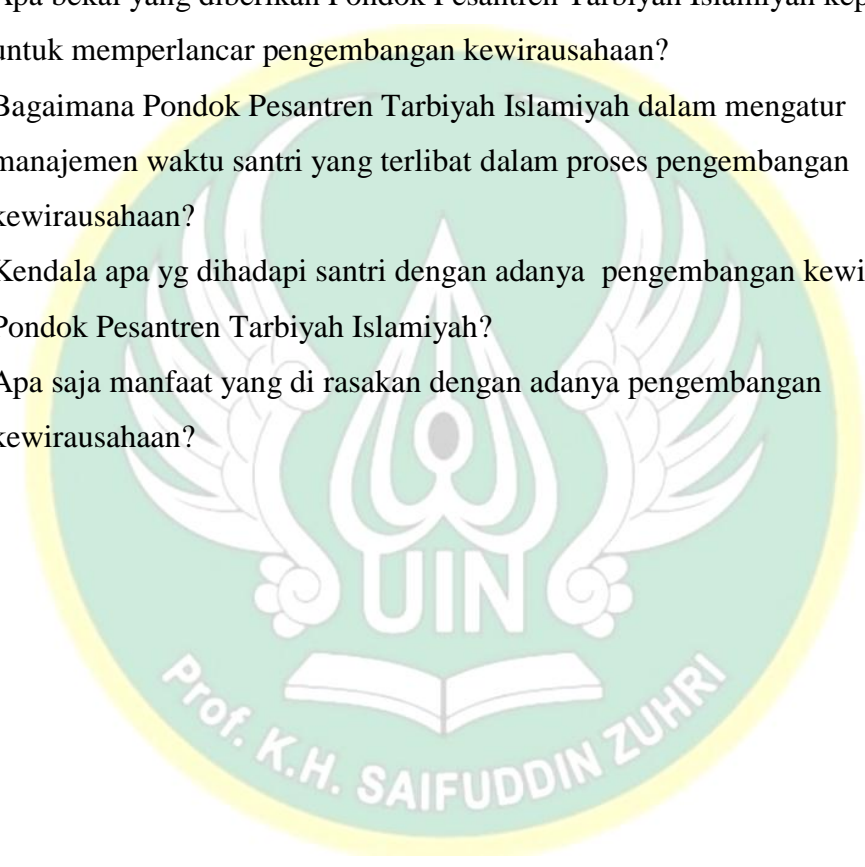 untuk memperlancar pengembangan kewirausahaan?
Bagaimana Pondok Pesantren Tarbiyah Islamiyah dalam mengatur
manajemen waktu santri yang terlibat dalam proses pengembangan
kewirausahaan?
Kendala apa yg dihadapi santri dengan adanya pengembangan
Pondok Pesantren Tarbiyah Islamiyah?
Apa saja manfaat yang di rasakan dengan adanya pengembangan
kewirausahaan?
UIN
Prof. K.H. SAIFUDDIN ZUHRI